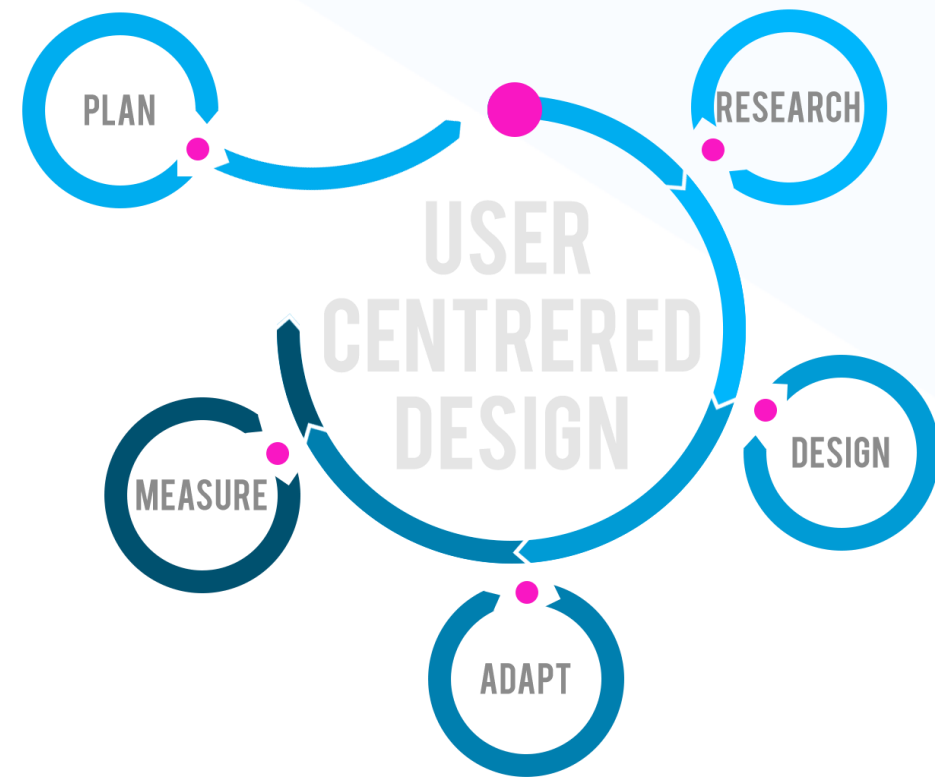 PLAN
RESEARCH
USER
CENTRERED
DESIGN
DESIGN
MEASURE
ADAPT